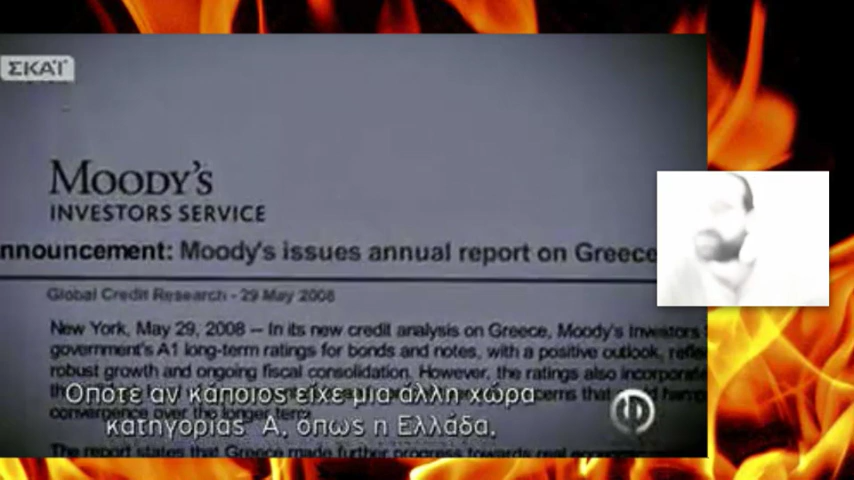 ΣΚΑΪ
MOODY'S
INVESTORS SERVICE
nnouncement: Moody's issues annual report on Greece
Global Credit Research - 29 May 2008
New York, May 29, 2008 -- In its new credit analysis on Greece, Moody's Investors
government's A1 long-term ratings for bonds and notes, with a positive outlook,
robust growth and ongoing fiscal consolidation. However, the ratings also
Οπότε αν κάποιος είχε μια άλλη χώρα
convergence over the longer term
κατηγορίας Α, όπως η Ελλάδα,
The report states that Greece made further progress towards real